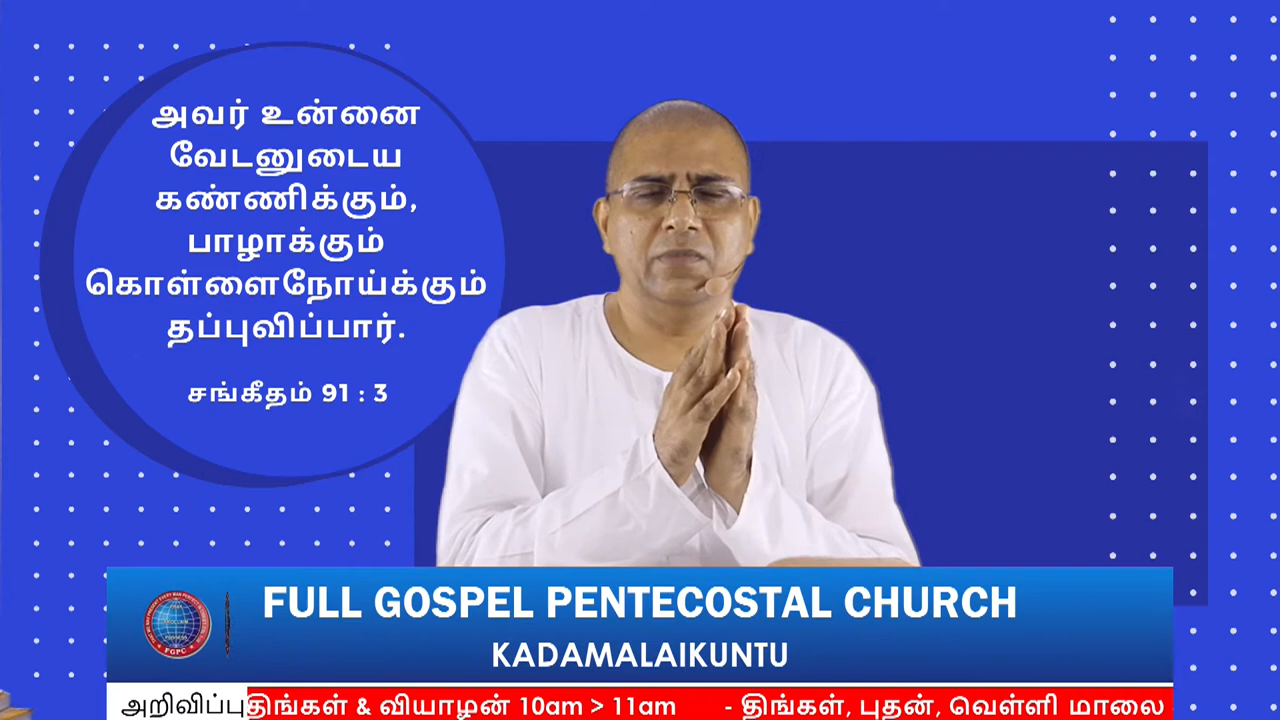 அவர் உன்னை
வேடனுடைய
கண்ணிக்கும்,
பாழாக்கும்
கொள்ளைநோய்க்கும்
தப்புவிப்பார்.
சங்கீதம் 91 : 3
FULL GOSPEL PENTECOSTAL CHURCH
KADAMALAIKUNTU
FGPC
அறிவிப்பு திங்கள் & வியாழன் 10am > 11am - திங்கள், புதன், வெள்ளி மாலை